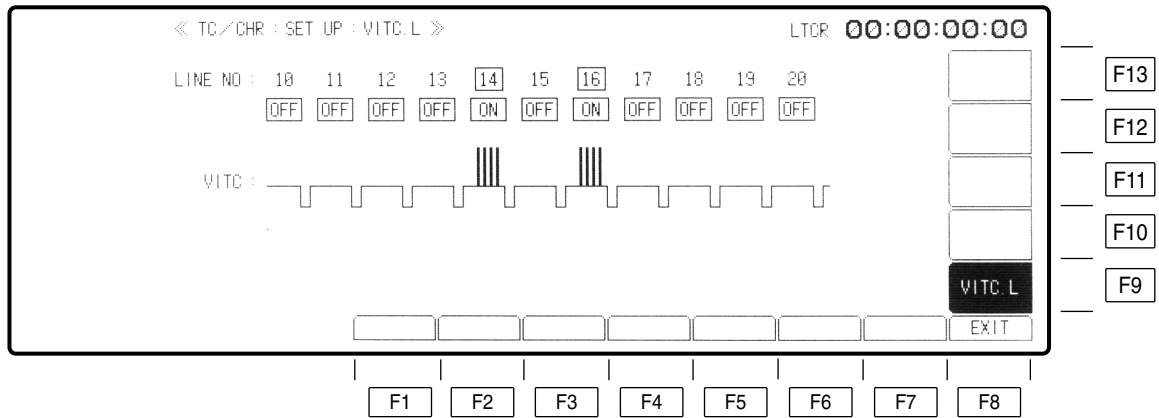 ≪ TC/CHR : SET UP : VITC.L ≫ LTCR 00:00:00:00
LINE NO : 10 11 12 13 14 15 16 17 18 19 20
OFF OFF OFF OFF ON OFF ON OFF OFF OFF OFF
VITC :
VITC.L
EXIT
F13
F12
F11
F10
F9
F1 F2 F3 F4 F5 F6 F7 F8